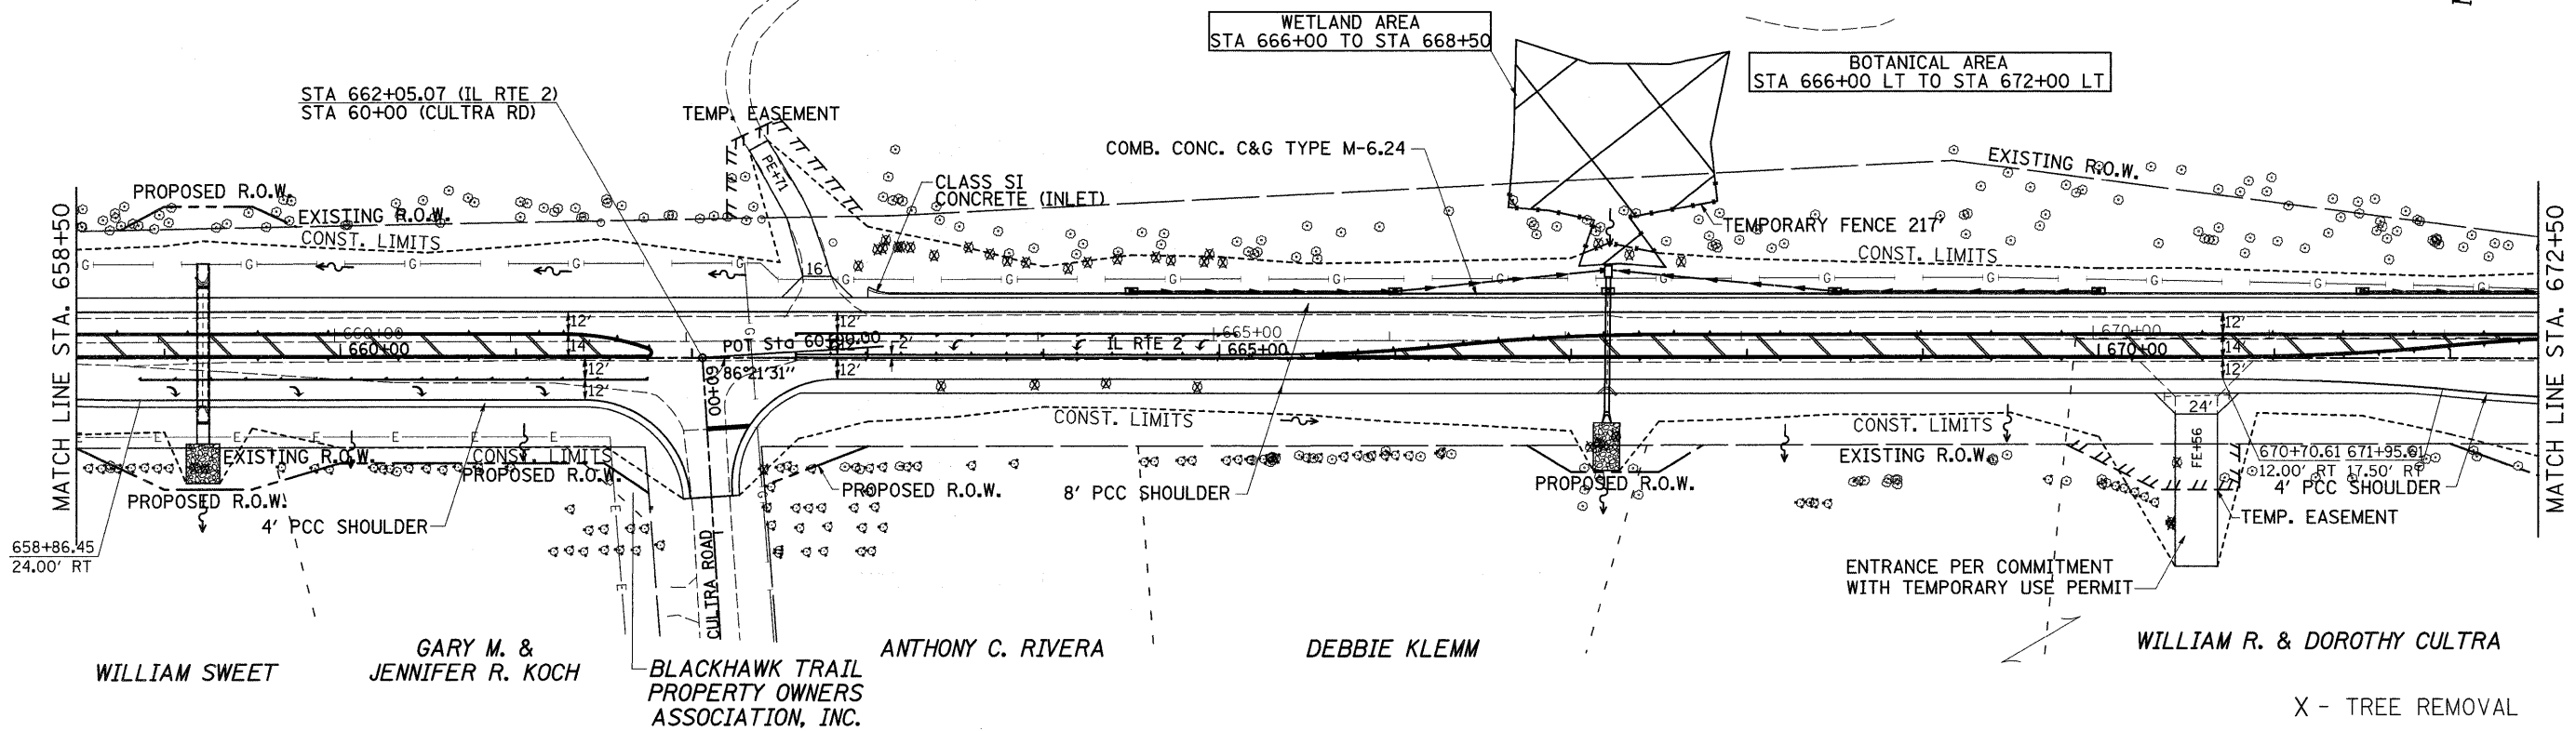 WETLAND AREA
STA 666+00 TO STA 668+50
BOTANICAL AREA
STA 666+00 LT TO STA 672+00 LT
STA 662+05.07 (IL RTE 2)
STA 60+00 (CULTRA RD)
TEMP. EASEMENT
PE+71
COMB. CONC. C&G TYPE M-6.24
CLASS SI
CONCRETE (INLET)
PROPOSED R.O.W.
EXISTING R.O.W.
CONST. LIMITS
EXISTING R.O.W.
TEMPORARY FENCE 217'
CONST. LIMITS
MATCH LINE STA. 658+50
MATCH LINE STA. 672+50
G G G G G G G G G G G G G
16'
12'
14'
12'
12'
660+00
660+00
POT Sta
86°21'31"
60+00
12'
12'
2'
IL RTE 2
665+00
665+00
670+00
670+00
12'
14'
12'
24'
FE+56
E E E E
EXISTING R.O.W.
CONST. LIMITS
PROPOSED R.O.W.
PROPOSED R.O.W.
4' PCC SHOULDER
658+86.45
24.00' RT
CULTRA ROAD
PROPOSED R.O.W.
CONST. LIMITS
8' PCC SHOULDER
PROPOSED R.O.W.
CONST. LIMITS
EXISTING R.O.W.
670+70.61 671+95.61
12.00' RT 17.50' RT
4' PCC SHOULDER
TEMP. EASEMENT
ENTRANCE PER COMMITMENT
WITH TEMPORARY USE PERMIT
WILLIAM SWEET
GARY M. &
JENNIFER R. KOCH
BLACKHAWK TRAIL
PROPERTY OWNERS
ASSOCIATION, INC.
ANTHONY C. RIVERA
DEBBIE KLEMM
WILLIAM R. & DOROTHY CULTRA
X - TREE REMOVAL